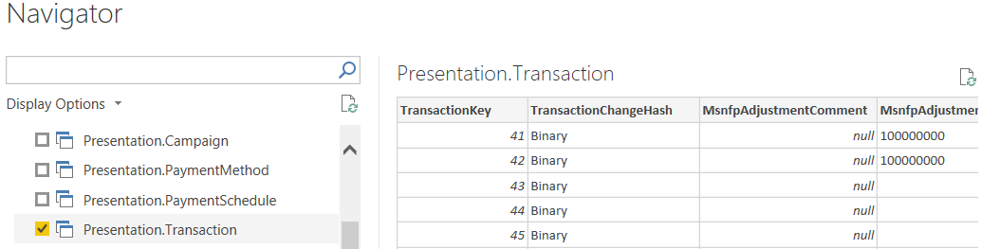 Navigator
Display Options
Presentation.Campaign
Presentation.PaymentMethod
Presentation.PaymentSchedule
Presentation.Transaction
Presentation.Transaction
TransactionKey TransactionChangeHash MsnfpAdjustmentComment MsnfpAdjustmen
41 Binary null 100000000
42 Binary null 100000000
43 Binary null
44 Binary null
45 Binary null